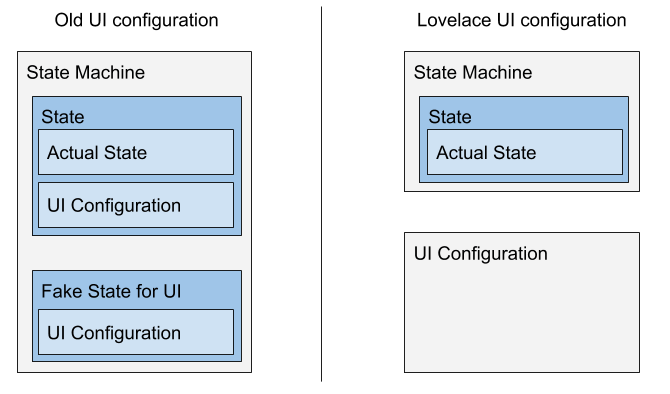 Old UI configuration
State Machine
State
Actual State
UI Configuration
Fake State for UI
UI Configuration
Lovelace UI configuration
State Machine
State
Actual State
UI Configuration